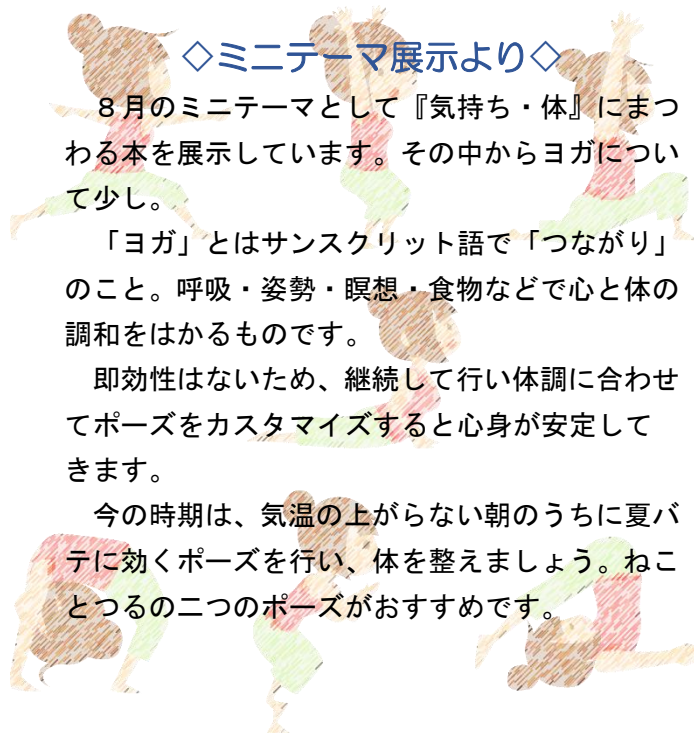 ◇ミニテーマ展示より◇
　８月のミニテーマとして『気持ち・体』にまつ
わる本を展示しています。その中からヨガについ
て少し。
　「ヨガ」とはサンスクリット語で「つながり」
のこと。呼吸・姿勢・瞑想・食物などで心と体の
調和をはかるものです。
　即効性はないため、継続して行い体調に合わせ
てポーズをカスタマイズすると心身が安定して
きます。
　今の時期は、気温の上がらない朝のうちに夏バ
テに効くポーズを行い、体を整えましょう。ねこ
とつるの二つのポーズがおすすめです。